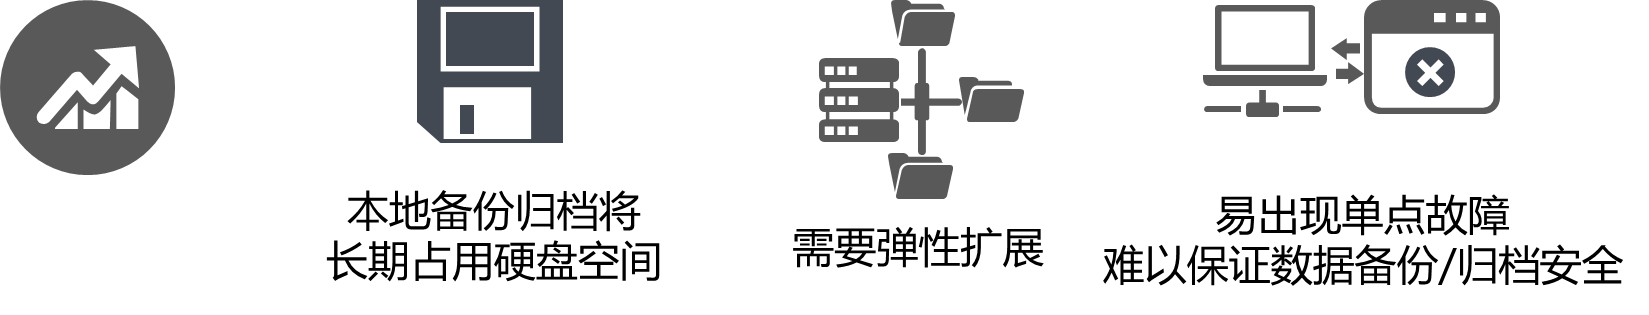 本地备份归档将
长期占用硬盘空间
需要弹性扩展
易出现单点故障
难以保证数据备份/归档安全